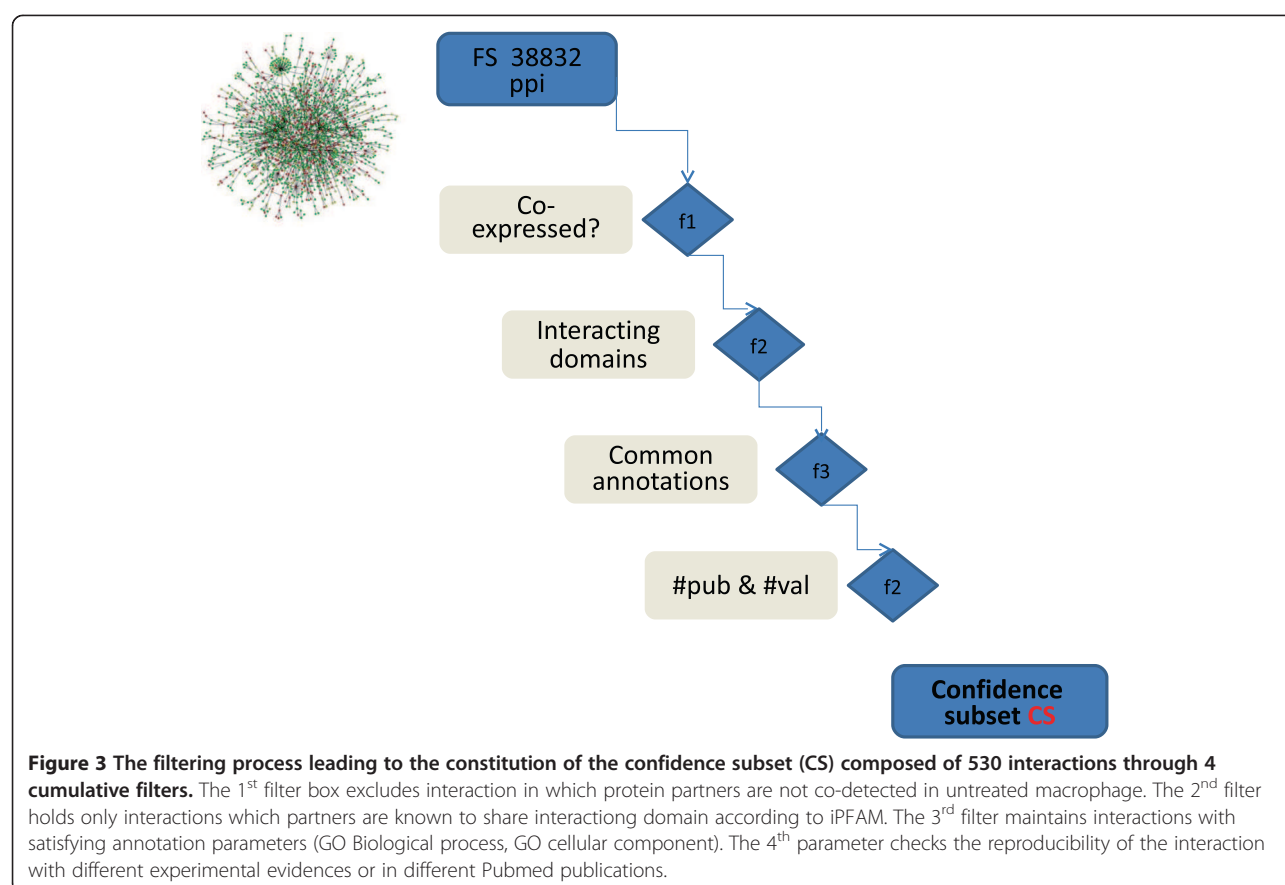 FS 38832
ppi
Co-
expressed?
f1
Interacting
domains
f2
Common
annotations
f3
#pub & #val
f2
Confidence
subset CS
Figure 3 The filtering process leading to the constitution of the confidence subset (CS) composed of 530 interactions through 4
cumulative filters. The 1st filter box excludes interaction in which protein partners are not co-detected in untreated macrophage. The 2nd filter
holds only interactions which partners are known to share interactiong domain according to iPFAM. The 3rd filter maintains interactions with
satisfying annotation parameters (GO Biological process, GO cellular component). The 4th parameter checks the reproducibility of the interaction
with different experimental evidences or in different Pubmed publications.